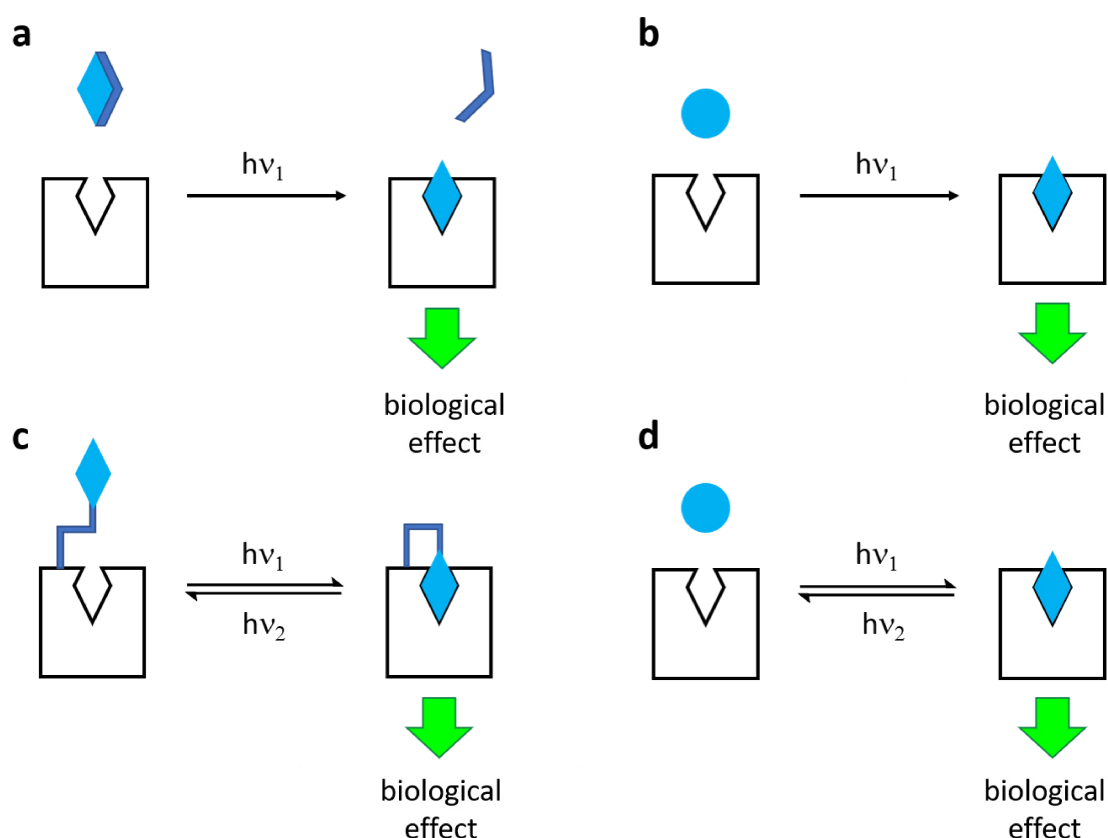 a
hν₁
biological
effect
b
hν₁
biological
effect
c
hν₁
hν₂
biological
effect
d
hν₁
hν₂
biological
effect